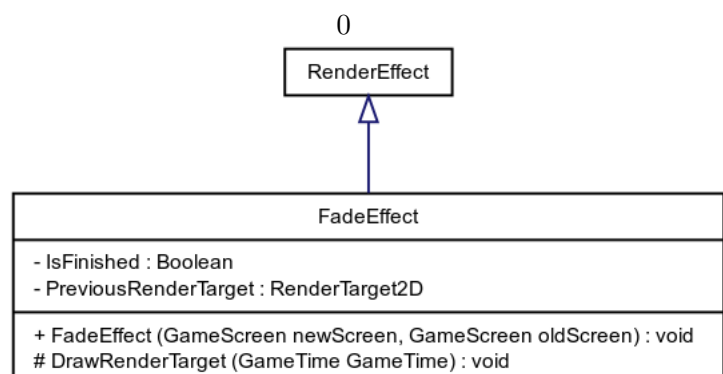 0
RenderEffect
FadeEffect
- IsFinished : Boolean
- PreviousRenderTarget : RenderTarget2D
+ FadeEffect (GameScreen newScreen, GameScreen oldScreen) : void
# DrawRenderTarget (GameTime GameTime) : void